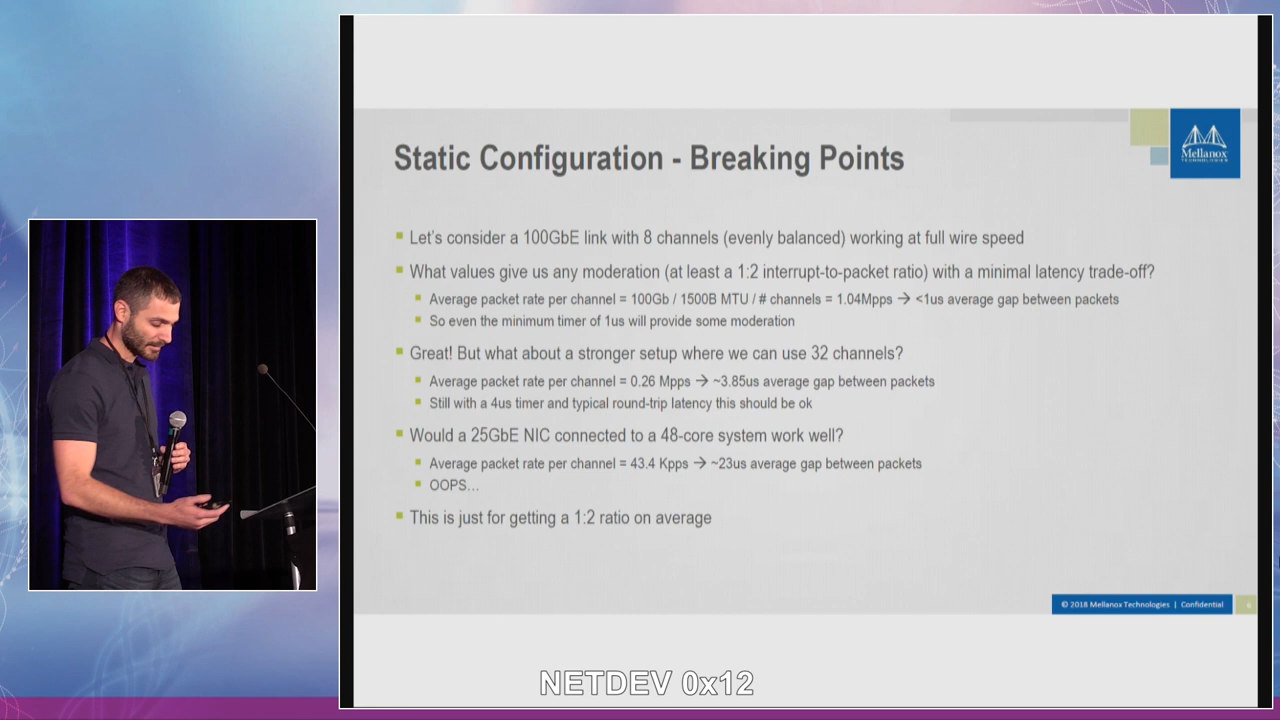 Static Configuration - Breaking Points
Mellanox
TECHNOLOGIES
Let's consider a 100GbE link with 8 channels (evenly balanced) working at full wire speed
What values give us any moderation (at least a 1:2 interrupt-to-packet ratio) with a minimal latency trade-off?
Average packet rate per channel = 100Gb / 1500B MTU / # channels = 1.04Mpps → <1us average gap between packets
So even the minimum timer of 1us will provide some moderation
Great! But what about a stronger setup where we can use 32 channels?
Average packet rate per channel = 0.26 Mpps → ~3.85us average gap between packets
Still with a 4us timer and typical round-trip latency this should be ok
Would a 25GbE NIC connected to a 48-core system work well?
Average packet rate per channel = 43.4 Kpps → ~23us average gap between packets
OOPS…
This is just for getting a 1:2 ratio on average
© 2018 Mellanox Technologies | Confidential
6
NETDEV 0x12